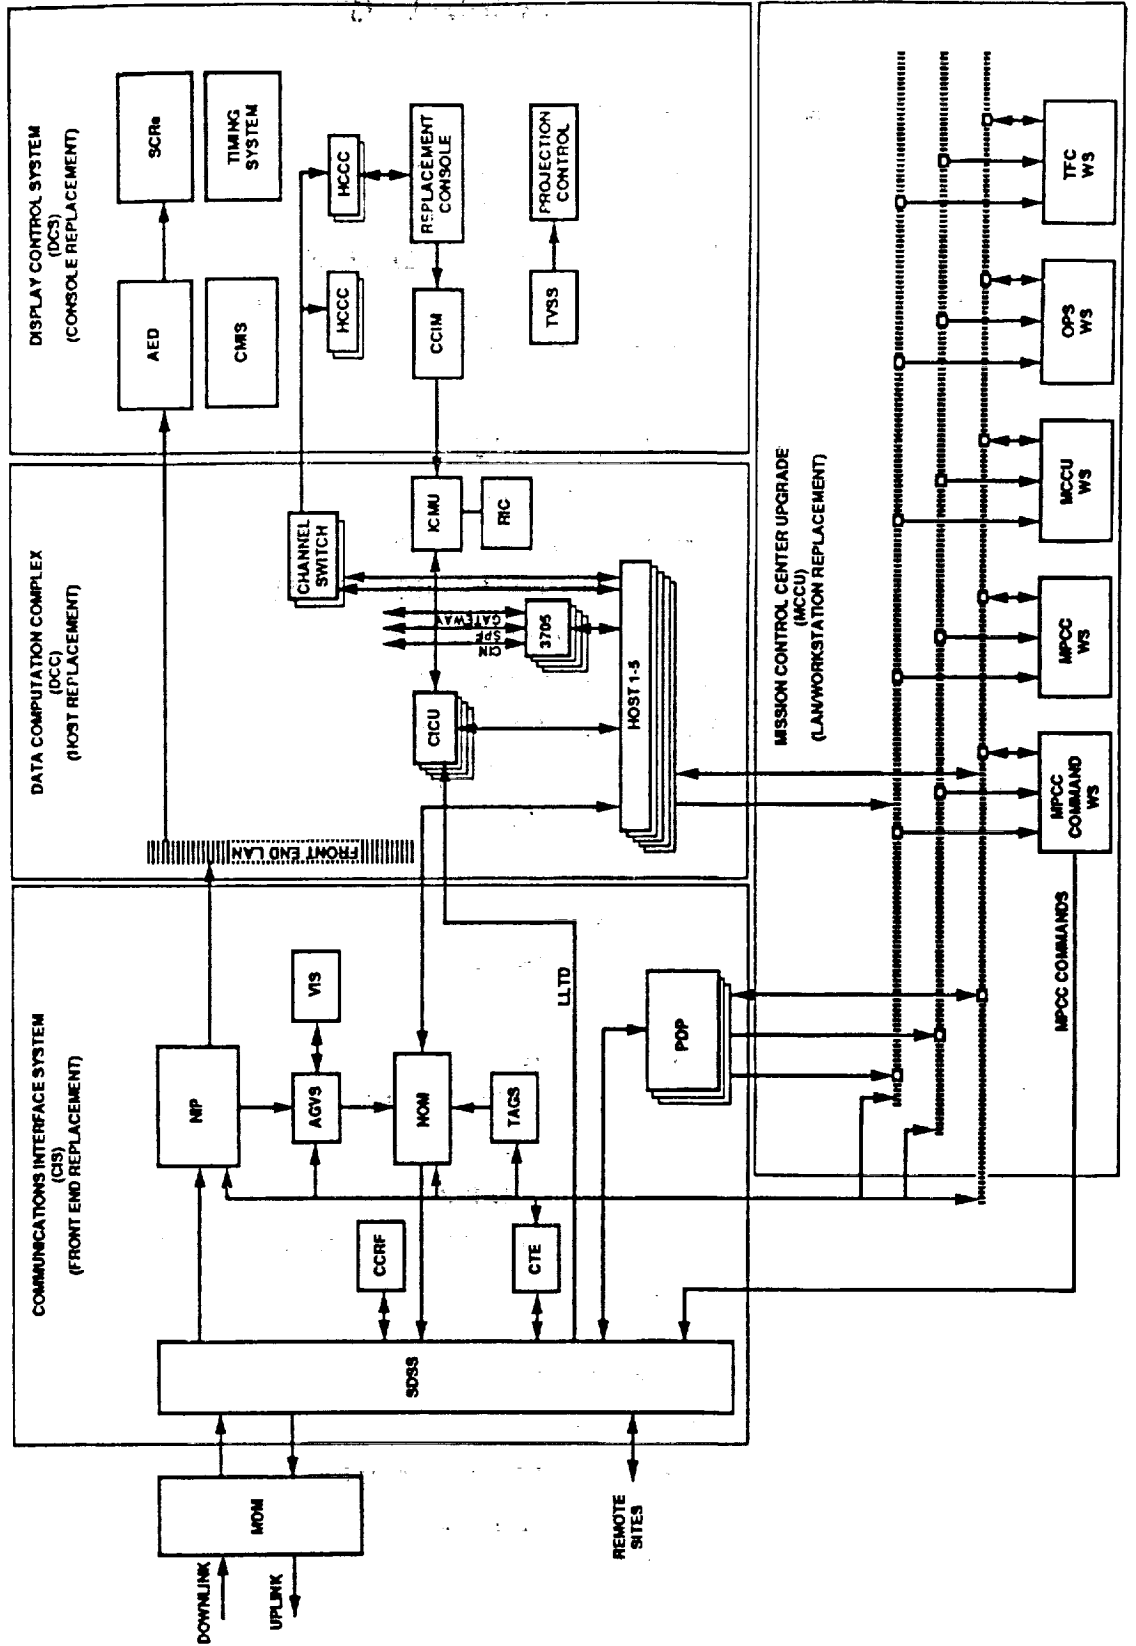 COMMUNICATIONS INTERFACE SYSTEM
(CIS)
(FRONT END REPLACEMENT)
DATA COMPUTATION COMPLEX
(DCC)
(HOST REPLACEMENT)
DISPLAY CONTROL SYSTEM
(DCS)
(CONSOLE REPLACEMENT)
DOWNLINK
UPLINK
MDM
REMOTE
SITES
SDSS
NIP
AGVS
VIS
CCRF
NOM
TAGS
CTE
LLTD
PDP
FRONT END LAN
CHANNEL
SWITCH
CICU
ICMU
RIC
CIN
SPF
GATEWAY
3705
HOST 1-5
AED
SCRs
CMIS
TIMING
SYSTEM
HCCC
HCCC
CCIM
REPLACEMENT
CONSOLE
TVSS
PROJECTION
CONTROL
MISSION CONTROL CENTER UPGRADE
(MCCU)
(LAN/WORKSTATION REPLACEMENT)
MPCC COMMANDS
MPCC
COMMAND
WS
MPCC
WS
MCCU
WS
OPS
WS
TFC
WS